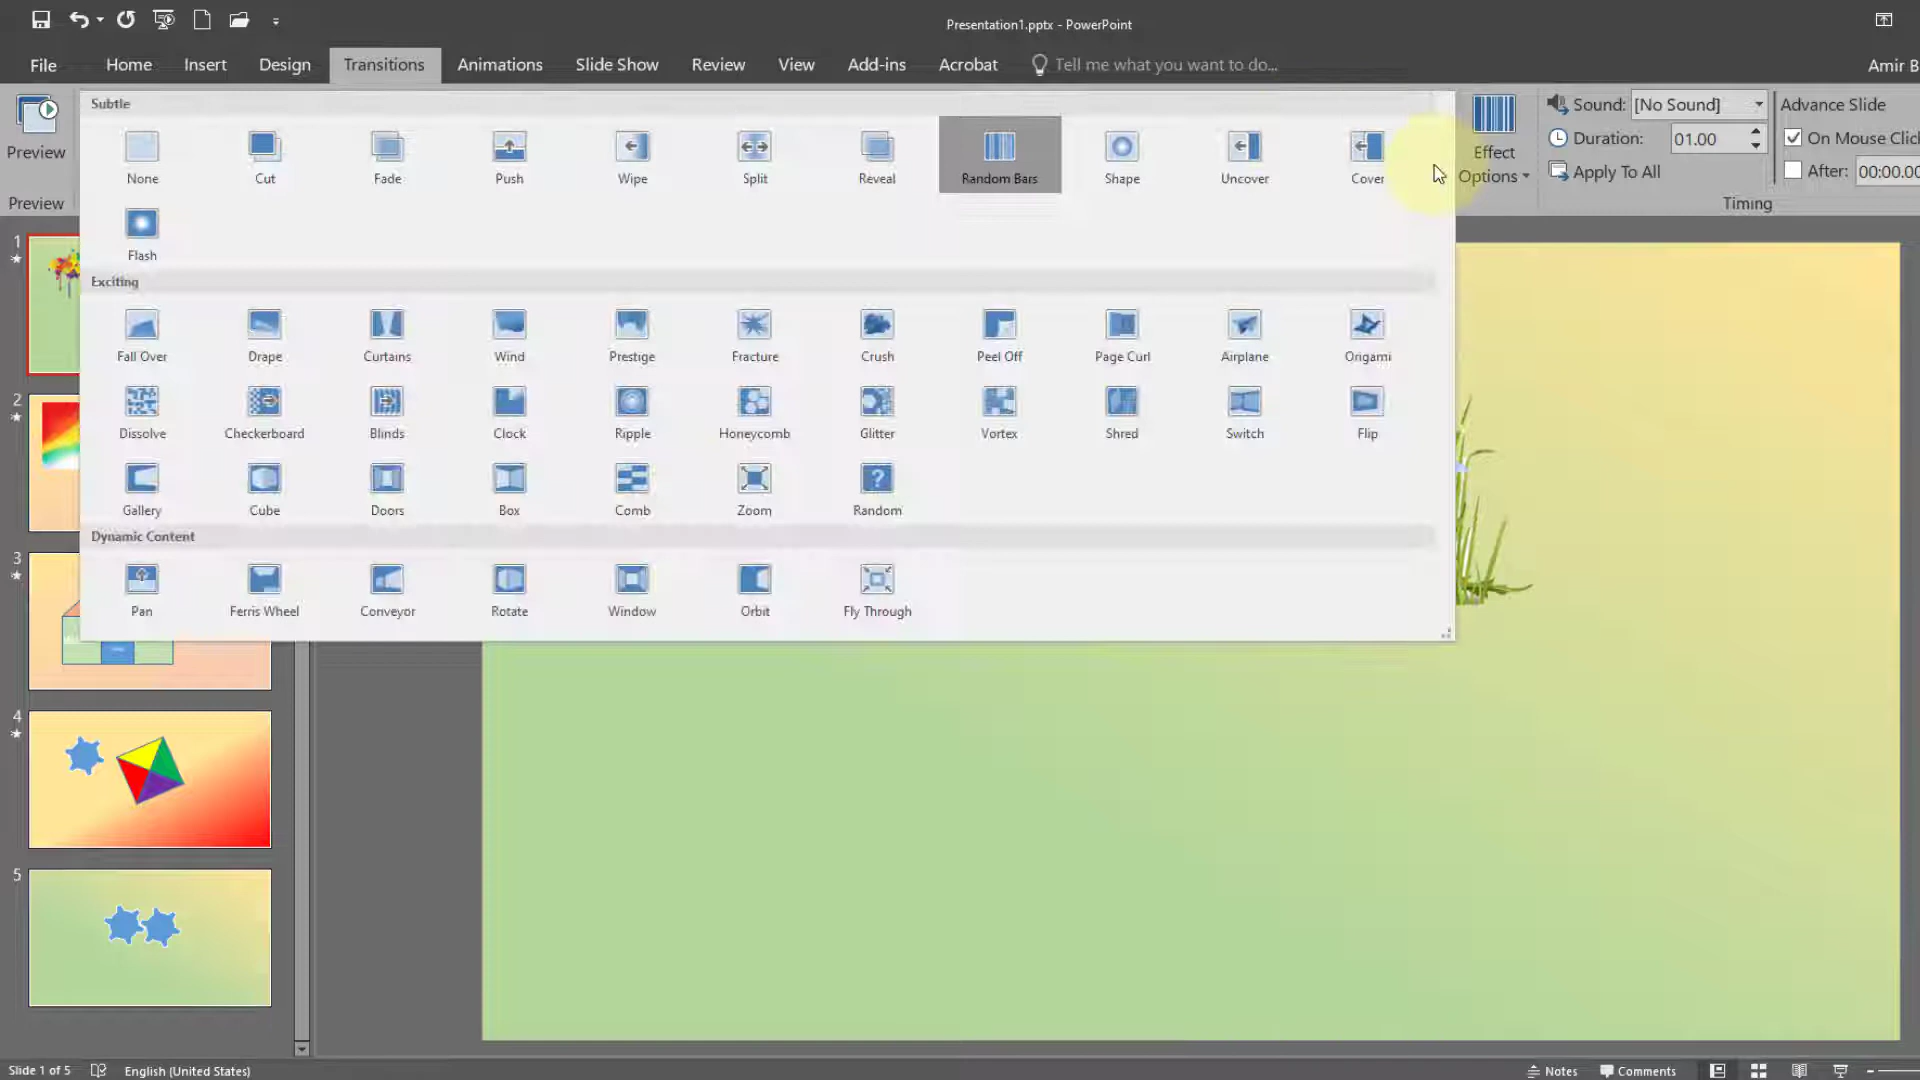 Presentation1.pptx - PowerPoint
File Home Insert Design Transitions Animations Slide Show Review View Add-ins Acrobat Tell me what you want to do...
Amir B
Preview
Preview
Subtle
None Cut Fade Push Wipe Split Reveal Random Bars Shape Uncover Cover
Flash
Exciting
Fall Over Drape Curtains Wind Prestige Fracture Crush Peel Off Page Curl Airplane Origami
Dissolve Checkerboard Blinds Clock Ripple Honeycomb Glitter Vortex Shred Switch Flip
Gallery Cube Doors Box Comb Zoom Random
Dynamic Content
Pan Ferris Wheel Conveyor Rotate Window Orbit Fly Through
Effect
Options
Sound: [No Sound]
Duration: 01.00
Apply To All
Advance Slide
On Mouse Clic
After: 00:00.00
Timing
1
2
3
4
5
Slide 1 of 5 English (United States) Notes Comments